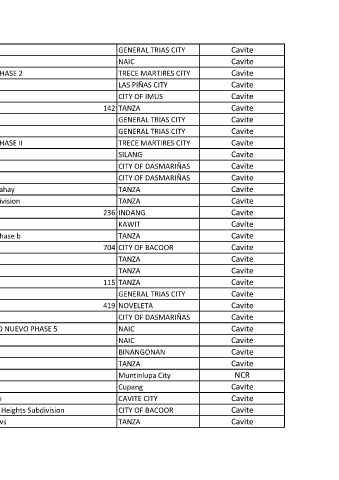 GENERAL TRIAS CITY Cavite
NAIC Cavite
HASE 2 TRECE MARTIRES CITY Cavite
LAS PIÑAS CITY Cavite
CITY OF IMUS Cavite
142 TANZA Cavite
GENERAL TRIAS CITY Cavite
GENERAL TRIAS CITY Cavite
HASE II TRECE MARTIRES CITY Cavite
SILANG Cavite
CITY OF DASMARIÑAS Cavite
CITY OF DASMARIÑAS Cavite
ahay TANZA Cavite
ivision TANZA Cavite
236 INDANG Cavite
KAWIT Cavite
hase b TANZA Cavite
704 CITY OF BACOOR Cavite
TANZA Cavite
TANZA Cavite
115 TANZA Cavite
GENERAL TRIAS CITY Cavite
419 NOVELETA Cavite
CITY OF DASMARIÑAS Cavite
O NUEVO PHASE 5 NAIC Cavite
NAIC Cavite
BINANGONAN Cavite
TANZA Cavite
Muntinlupa City NCR
Cupang Cavite
CAVITE CITY Cavite
Heights Subdivision CITY OF BACOOR Cavite
ws TANZA Cavite